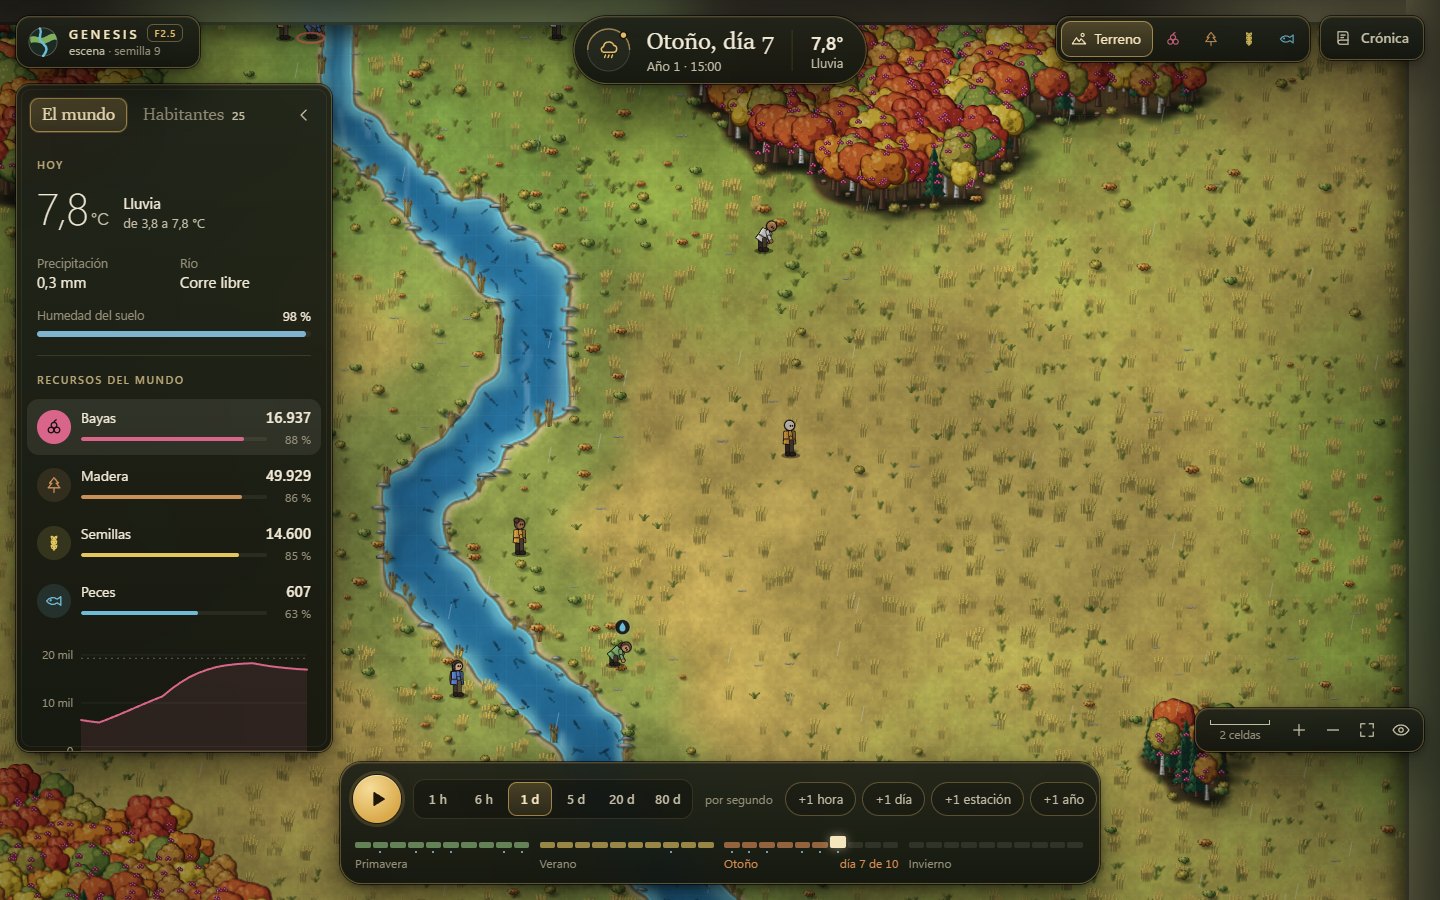 GENESIS F2.5
escena · semilla 9
Otoño, día 7
Año 1 · 15:00
7,8°
Lluvia
Terreno
Crónica
El mundo
Habitantes 25
HOY
7,8 °C
Lluvia
de 3,8 a 7,8 °C
Precipitación
0,3 mm
Río
Corre libre
Humedad del suelo 98 %
RECURSOS DEL MUNDO
Bayas 16.937
88 %
Madera 49.929
86 %
Semillas 14.600
85 %
Peces 607
63 %
20 mil
10 mil
0
2 celdas
1 h 6 h 1 d 5 d 20 d 80 d por segundo +1 hora +1 día +1 estación +1 año
Primavera Verano Otoño día 7 de 10 Invierno